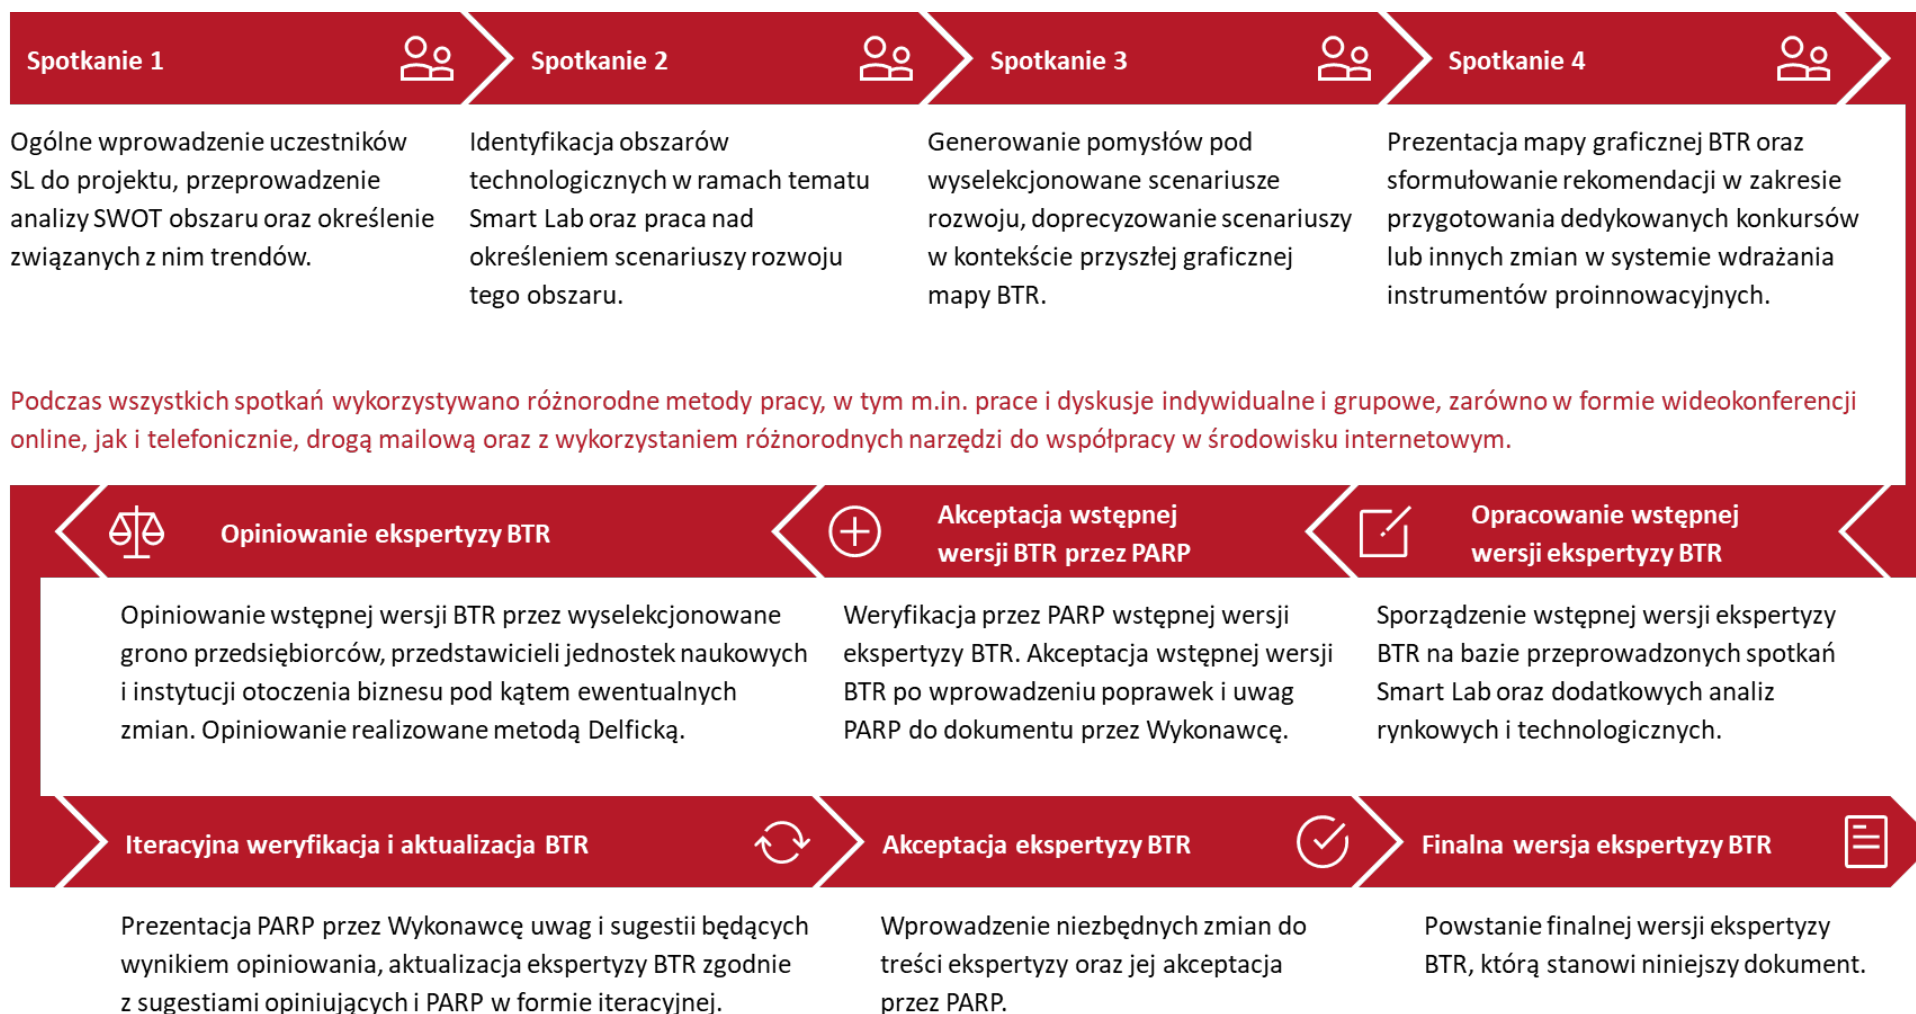 Spotkanie 1
Ogólne wprowadzenie uczestników
SL do projektu, przeprowadzenie
analizy SWOT obszaru oraz określenie
związanych z nim trendów.
Spotkanie 2
Identyfikacja obszarów
technologicznych w ramach tematu
Smart Lab oraz praca nad
określeniem scenariuszy rozwoju
tego obszaru.
Spotkanie 3
Generowanie pomysłów pod
wyselekcjonowane scenariusze
rozwoju, doprecyzowanie scenariuszy
w kontekście przyszłej graficznej
mapy BTR.
Spotkanie 4
Prezentacja mapy graficznej BTR oraz
sformułowanie rekomendacji w zakresie
przygotowania dedykowanych konkursów
lub innych zmian w systemie wdrażania
instrumentów proinnowacyjnych.
Podczas wszystkich spotkań wykorzystywano różnorodne metody pracy, w tym m.in. prace i dyskusje indywidualne i grupowe, zarówno w formie wideokonferencji
online, jak i telefonicznie, drogą mailową oraz z wykorzystaniem różnorodnych narzędzi do współpracy w środowisku internetowym.
Opracowanie wstępnej
wersji ekspertyzy BTR
Sporządzenie wstępnej wersji ekspertyzy
BTR na bazie przeprowadzonych spotkań
Smart Lab oraz dodatkowych analiz
rynkowych i technologicznych.
Akceptacja wstępnej
wersji BTR przez PARP
Weryfikacja przez PARP wstępnej wersji
ekspertyzy BTR. Akceptacja wstępnej wersji
BTR po wprowadzeniu poprawek i uwag
PARP do dokumentu przez Wykonawcę.
Opiniowanie ekspertyzy BTR
Opiniowanie wstępnej wersji BTR przez wyselekcjonowane
grono przedsiębiorców, przedstawicieli jednostek naukowych
i instytucji otoczenia biznesu pod kątem ewentualnych
zmian. Opiniowanie realizowane metodą Delficką.
Iteracyjna weryfikacja i aktualizacja BTR
Prezentacja PARP przez Wykonawcę uwag i sugestii będących
wynikiem opiniowania, aktualizacja ekspertyzy BTR zgodnie
z sugestiami opiniujących i PARP w formie iteracyjnej.
Akceptacja ekspertyzy BTR
Wprowadzenie niezbędnych zmian do
treści ekspertyzy oraz jej akceptacja
przez PARP.
Finalna wersja ekspertyzy BTR
Powstanie finalnej wersji ekspertyzy
BTR, którą stanowi niniejszy dokument.